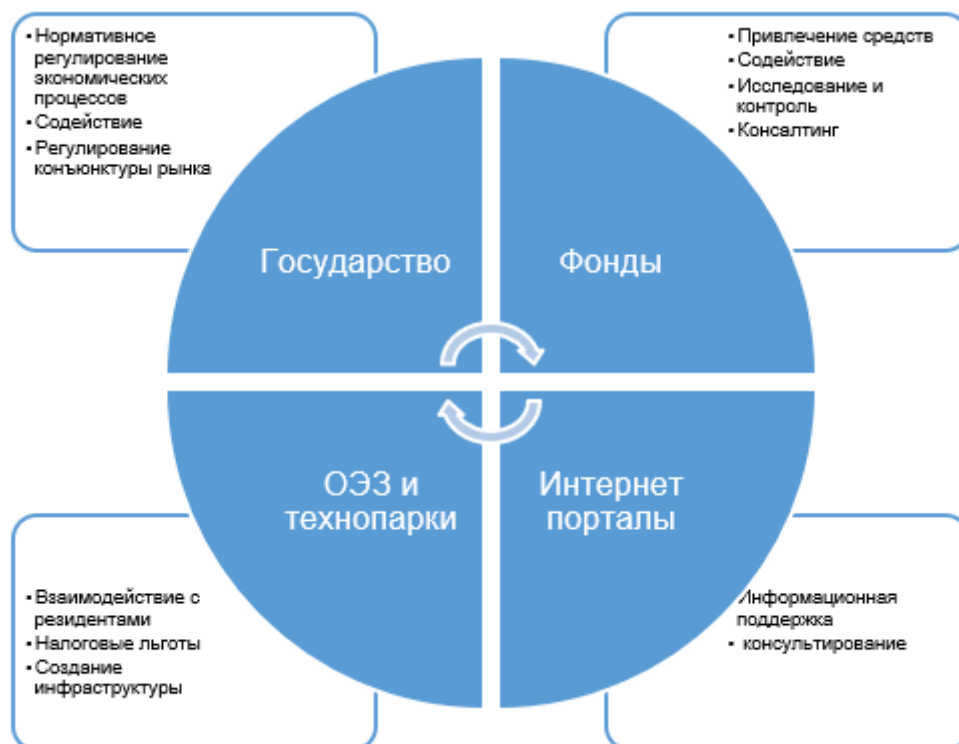 ▪Нормативное
регулирование
экономических
процессов
▪Содействие
▪Регулирование
конъюнктуры рынка
▪Привлечение средств
▪Содействие
▪Исследование и
контроль
▪Консалтинг
Государство
Фонды
ОЭЗ и
технопарки
Интернет
порталы
▪Взаимодействие с
резидентами
▪Налоговые льготы
▪Создание
инфраструктуры
▪Информационная
поддержка
▪ консультирование